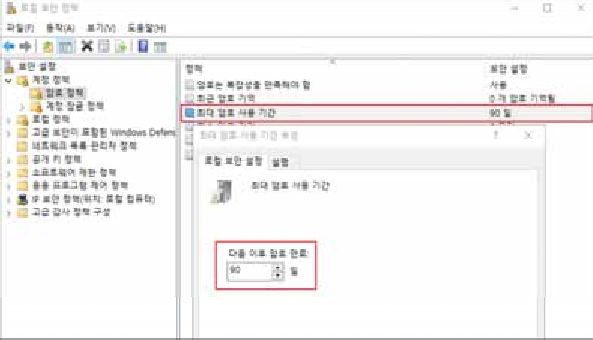 로컬 보안 정책
파일(F) 동작(A) 보기(V) 도움말(H)
보안 설정
계정 정책
암호 정책
계정 잠금 정책
로컬 정책
고급 보안이 포함된 Windows Defend
네트워크 목록 관리자 정책
공개 키 정책
소프트웨어 제한 정책
응용 프로그램 제어 정책
IP 보안 정책(위치: 로컬 컴퓨터)
고급 감사 정책 구성
정책 보안 설정
암호는 복잡성을 만족해야 함 사용
최근 암호 기억 0 개 암호 기억됨
최대 암호 사용 기간 90 일
최대 암호 사용 기간 속성 ? ×
로컬 보안 설정 설명
최대 암호 사용 기간
다음 이후 암호 만료:
90 일